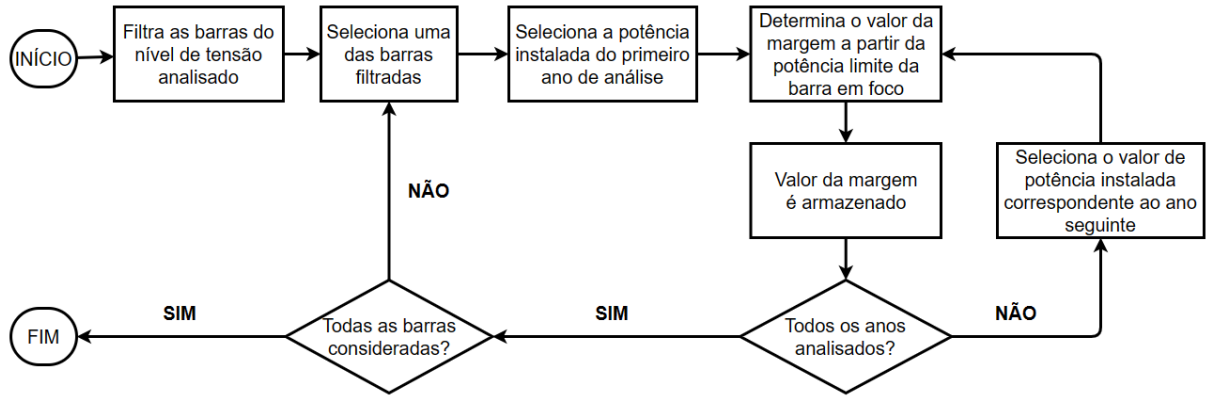 INÍCIO
Filtra as barras do
nível de tensão
analisado
Seleciona uma
das barras
filtradas
Seleciona a potência
instalada do primeiro
ano de análise
Determina o valor da
margem a partir da
potência limite da
barra em foco
Valor da margem
é armazenado
Seleciona o valor de
potência instalada
correspondente ao ano
seguinte
NÃO
Todos os anos
analisados?
NÃO
SIM
Todas as barras
consideradas?
SIM
FIM